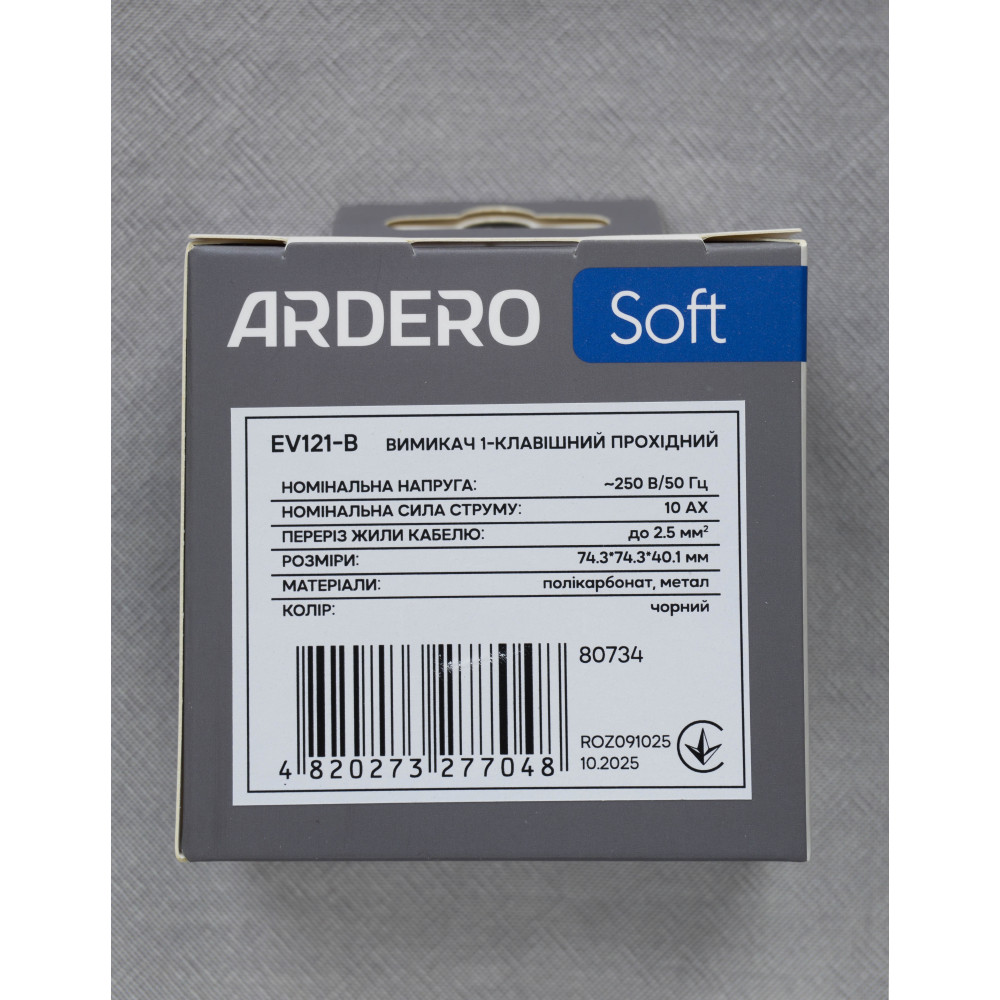 ARDERO Soft
EV121-B ВИМИКАЧ 1-КЛАВІШНИЙ ПРОХІДНИЙ
НОМІНАЛЬНА НАПРУГА: ~250 В/50 Гц
НОМІНАЛЬНА СИЛА СТРУМУ: 10 АХ
ПЕРЕРІЗ ЖИЛИ КАБЕЛЮ: до 2.5 мм²
РОЗМІРИ: 74.3*74.3*40.1 мм
МАТЕРІАЛИ: полікарбонат, метал
КОЛІР: чорний
80734
ROZ091025
10.2025
4 820273 277048